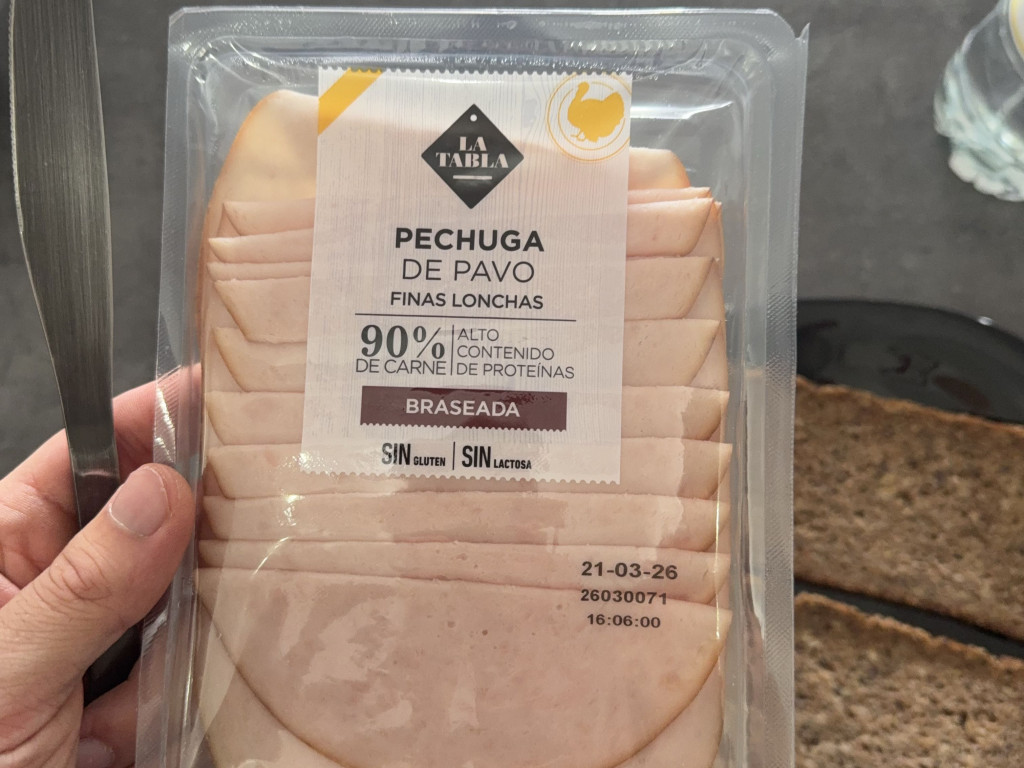 LA
TABLA
PECHUGA
DE PAVO
FINAS LONCHAS
90%
DE CARNE
ALTO
CONTENIDO
DE PROTEÍNAS
BRASEADA
SIN GLUTEN | SIN LACTOSA
21-03-26
26030071
16:06:00